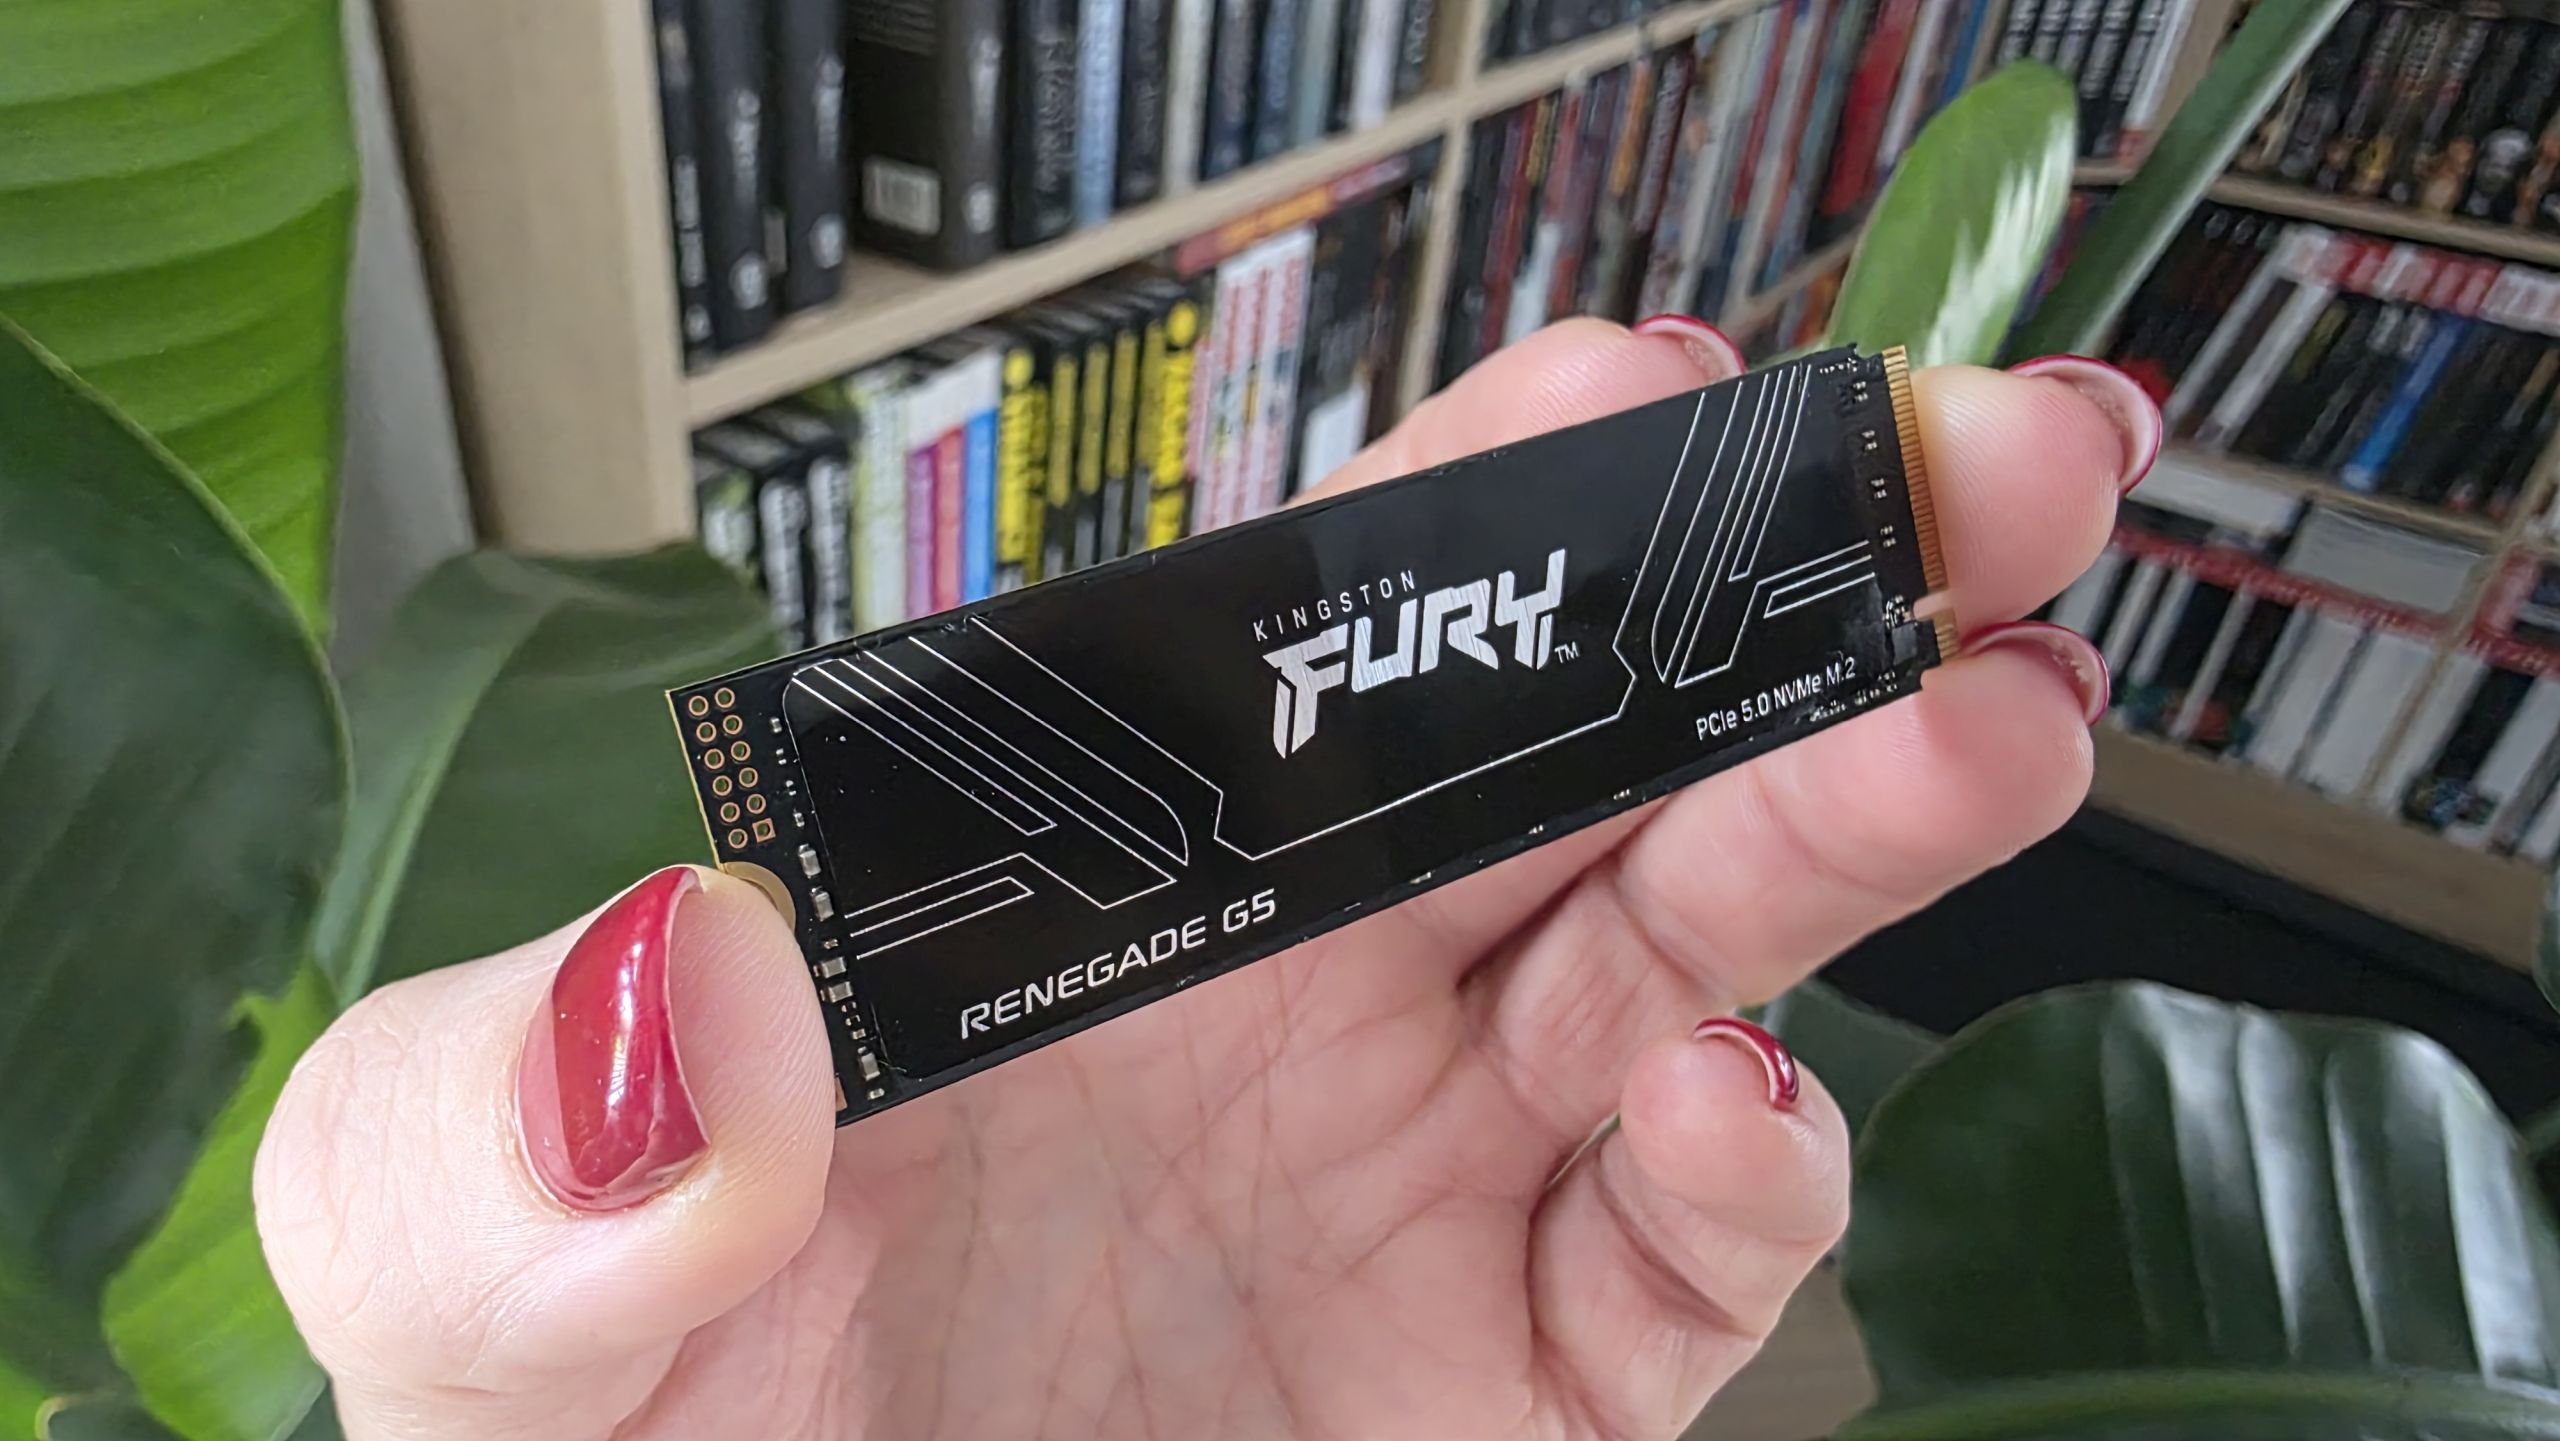 KINGSTON
FURY™
PCIe 5.0 NVMe M.2
RENEGADE G5